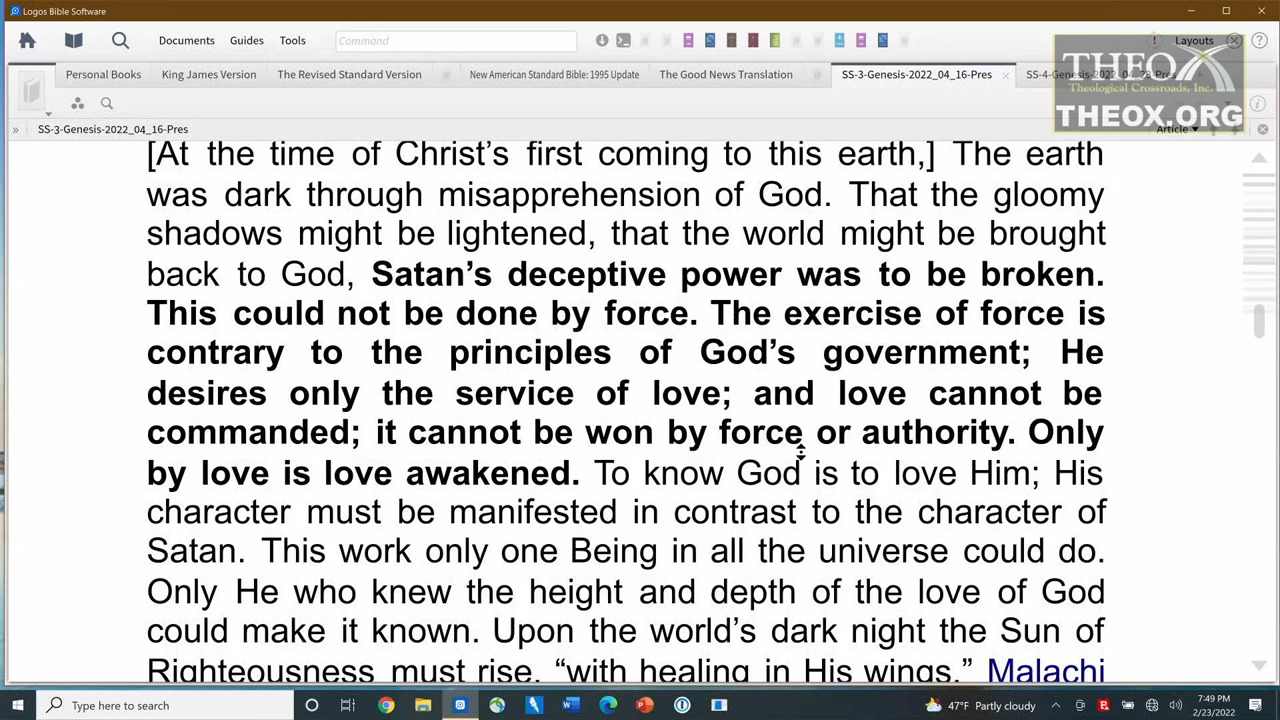 Logos Bible Software
Documents Guides Tools Command Layouts
Personal Books King James Version The Revised Standard Version New American Standard Bible: 1995 Update The Good News Translation SS-3-Genesis-2022_04_16-Pres SS-4-Genesis-2022_04_23-Pres
THEO
Theological Crossroads, Inc.
THEOX.ORG
SS-3-Genesis-2022_04_16-Pres Article
[At the time of Christ’s first coming to this earth,] The earth
was dark through misapprehension of God. That the gloomy
shadows might be lightened, that the world might be brought
back to God, Satan’s deceptive power was to be broken.
This could not be done by force. The exercise of force is
contrary to the principles of God’s government; He
desires only the service of love; and love cannot be
commanded; it cannot be won by force or authority. Only
by love is love awakened. To know God is to love Him; His
character must be manifested in contrast to the character of
Satan. This work only one Being in all the universe could do.
Only He who knew the height and depth of the love of God
could make it known. Upon the world’s dark night the Sun of
Righteousness must rise, “with healing in His wings.” Malachi
Type here to search 47°F Partly cloudy 7:49 PM
2/23/2022